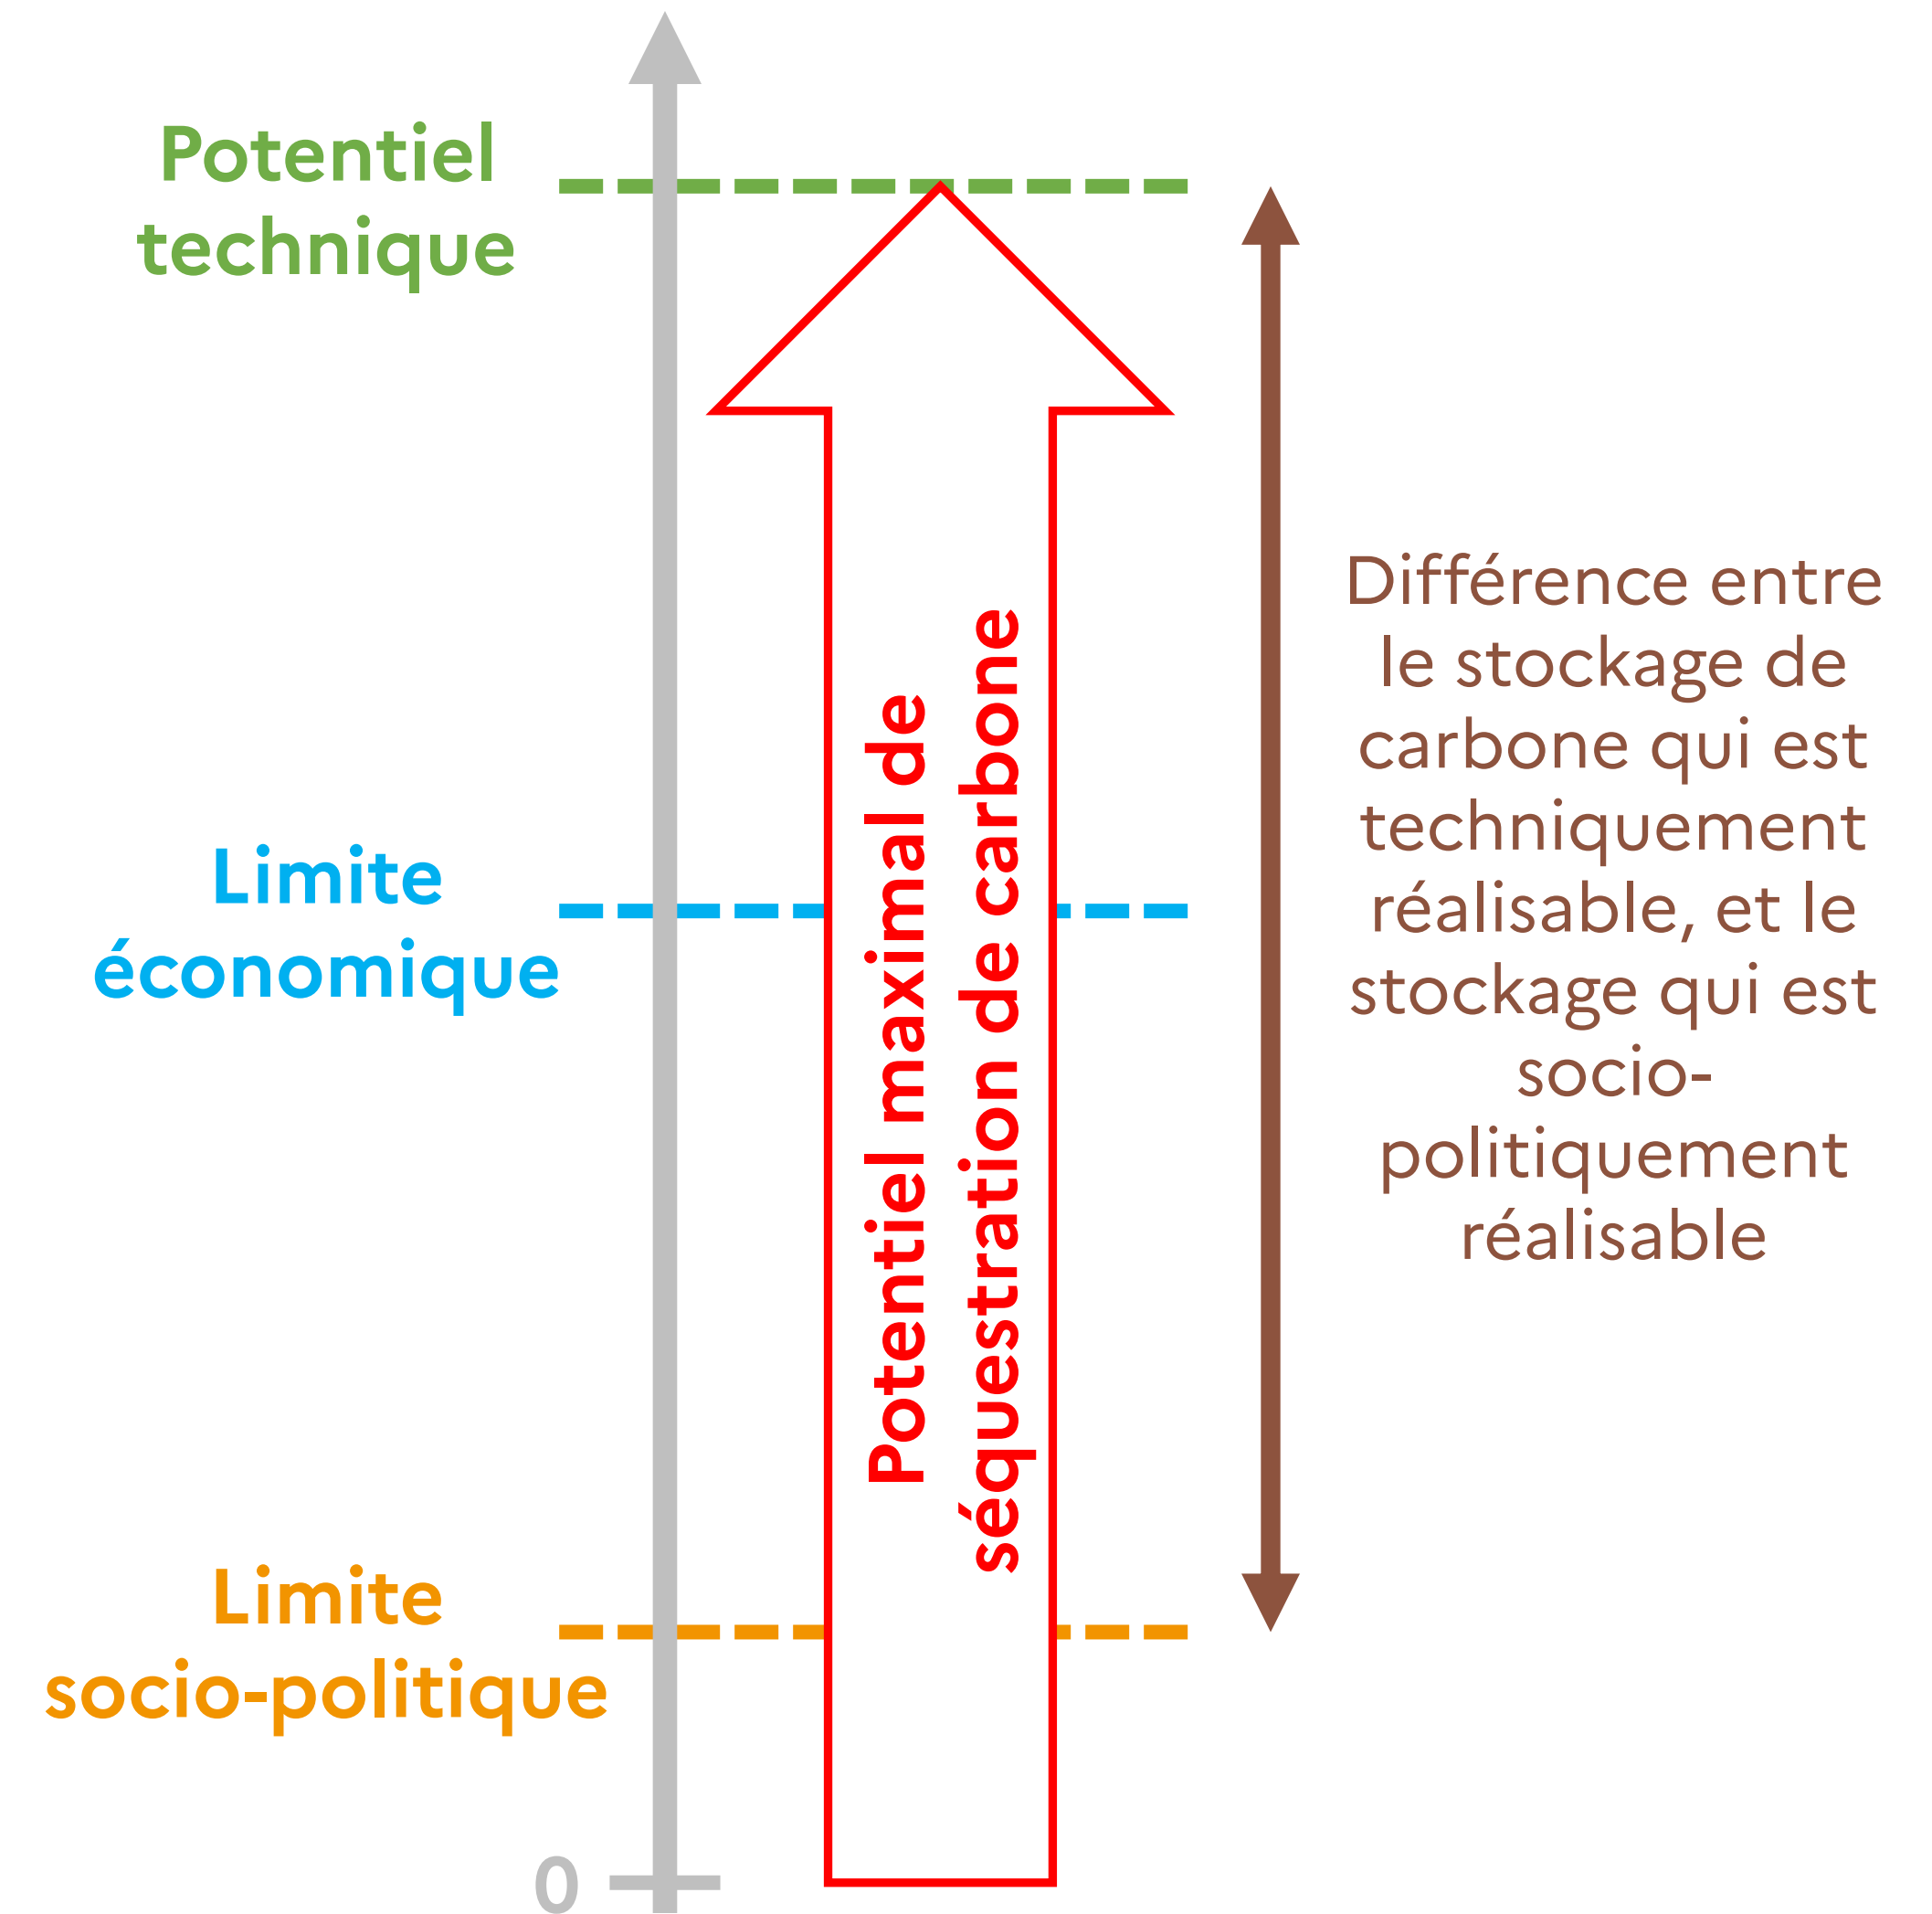 Potentiel
technique
Limite
économique
Limite
socio-politique
0
Potentiel maximal de
séquestration de carbone
Différence entre
le stockage de
carbone qui est
techniquement
réalisable, et le
stockage qui est
socio-
politiquement
réalisable